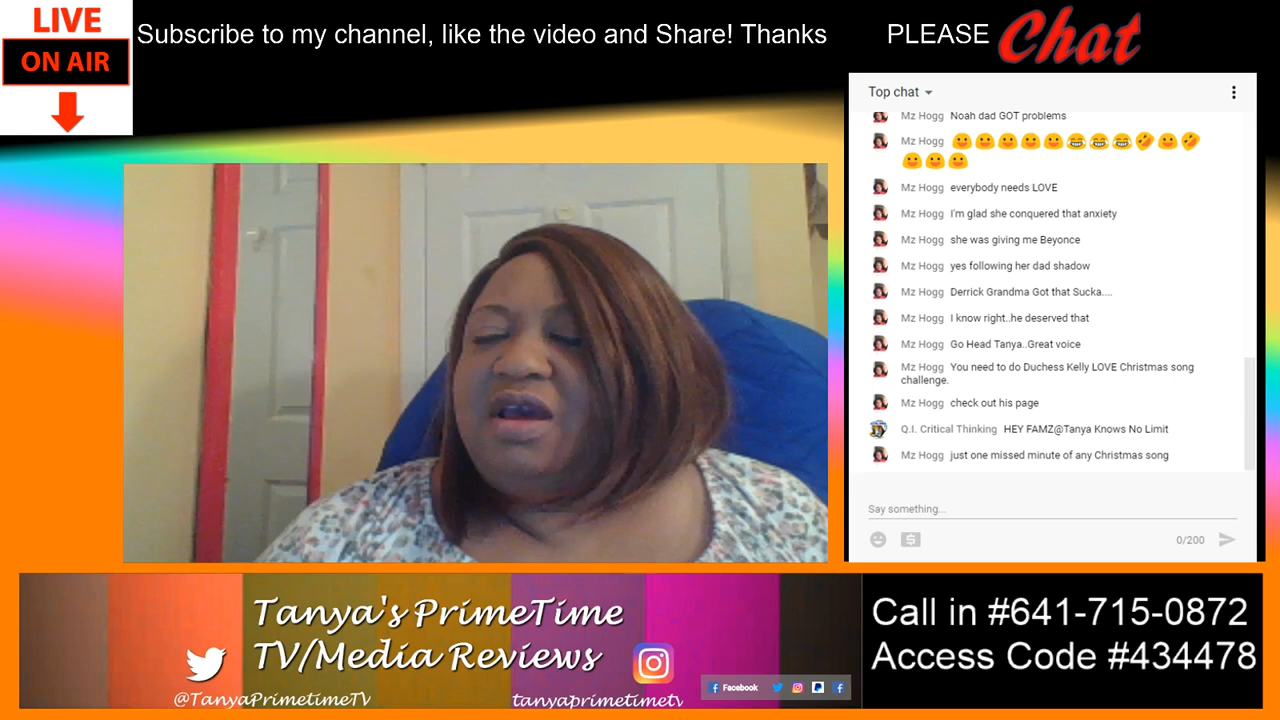 LIVE
ON AIR
Subscribe to my channel, like the video and Share! Thanks
PLEASE Chat
Top chat
Mz Hogg Noah dad GOT problems
Mz Hogg
Mz Hogg everybody needs LOVE
Mz Hogg I'm glad she conquered that anxiety
Mz Hogg she was giving me Beyonce
Mz Hogg yes following her dad shadow
Mz Hogg Derrick Grandma Got that Sucka....
Mz Hogg I know right..he deserved that
Mz Hogg Go Head Tanya..Great voice
Mz Hogg You need to do Duchess Kelly LOVE Christmas song
challenge.
Mz Hogg check out his page
Q.I. Critical Thinking HEY FAMZ@Tanya Knows No Limit
Mz Hogg just one missed minute of any Christmas song
Say something...
0/200
Tanya's PrimeTime
TV/Media Reviews
@TanyaPrimetimeTV
tanyaprimetimetv
Facebook
Call in #641-715-0872
Access Code #434478